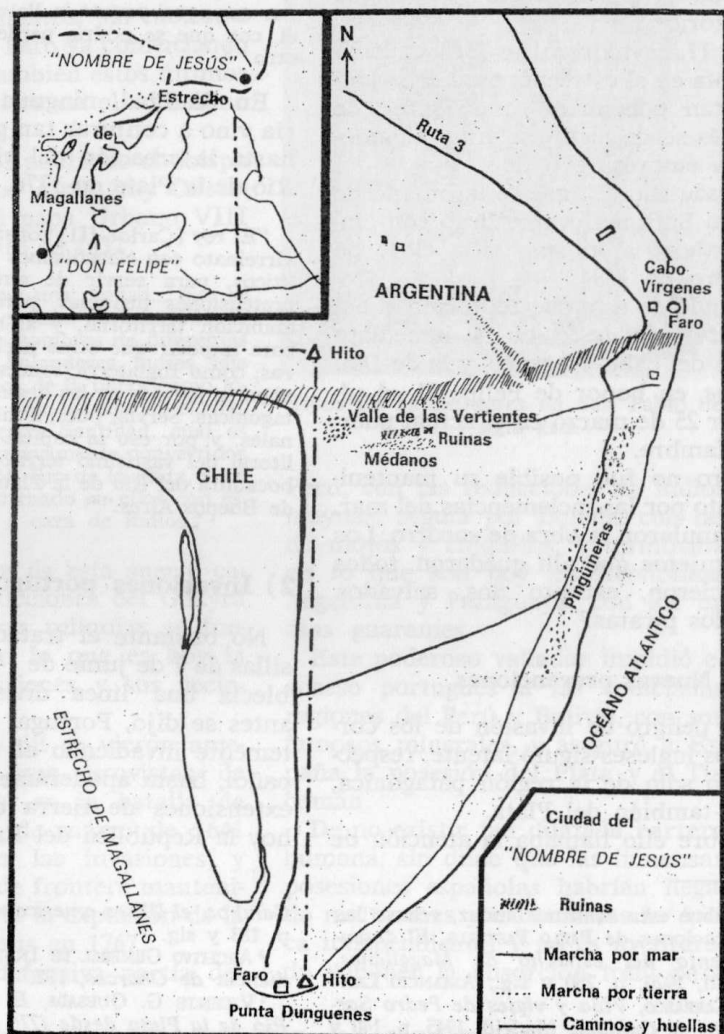 "NOMBRE DE JESÚS"
Estrecho
de
Magallanes
"DON FELIPE"
N
Ruta 3
ARGENTINA
Cabo
Vírgenes
Faro
Hito
Valle de las Vertientes
Ruinas
Médanos
CHILE
Pingüineras
OCÉANO ATLÁNTICO
ESTRECHO DE MAGALLANES
Faro
Hito
Punta Dunguenes
Ciudad del
"NOMBRE DE JESÚS"
Ruinas
Marcha por mar
Marcha por tierra
Caminos y huellas